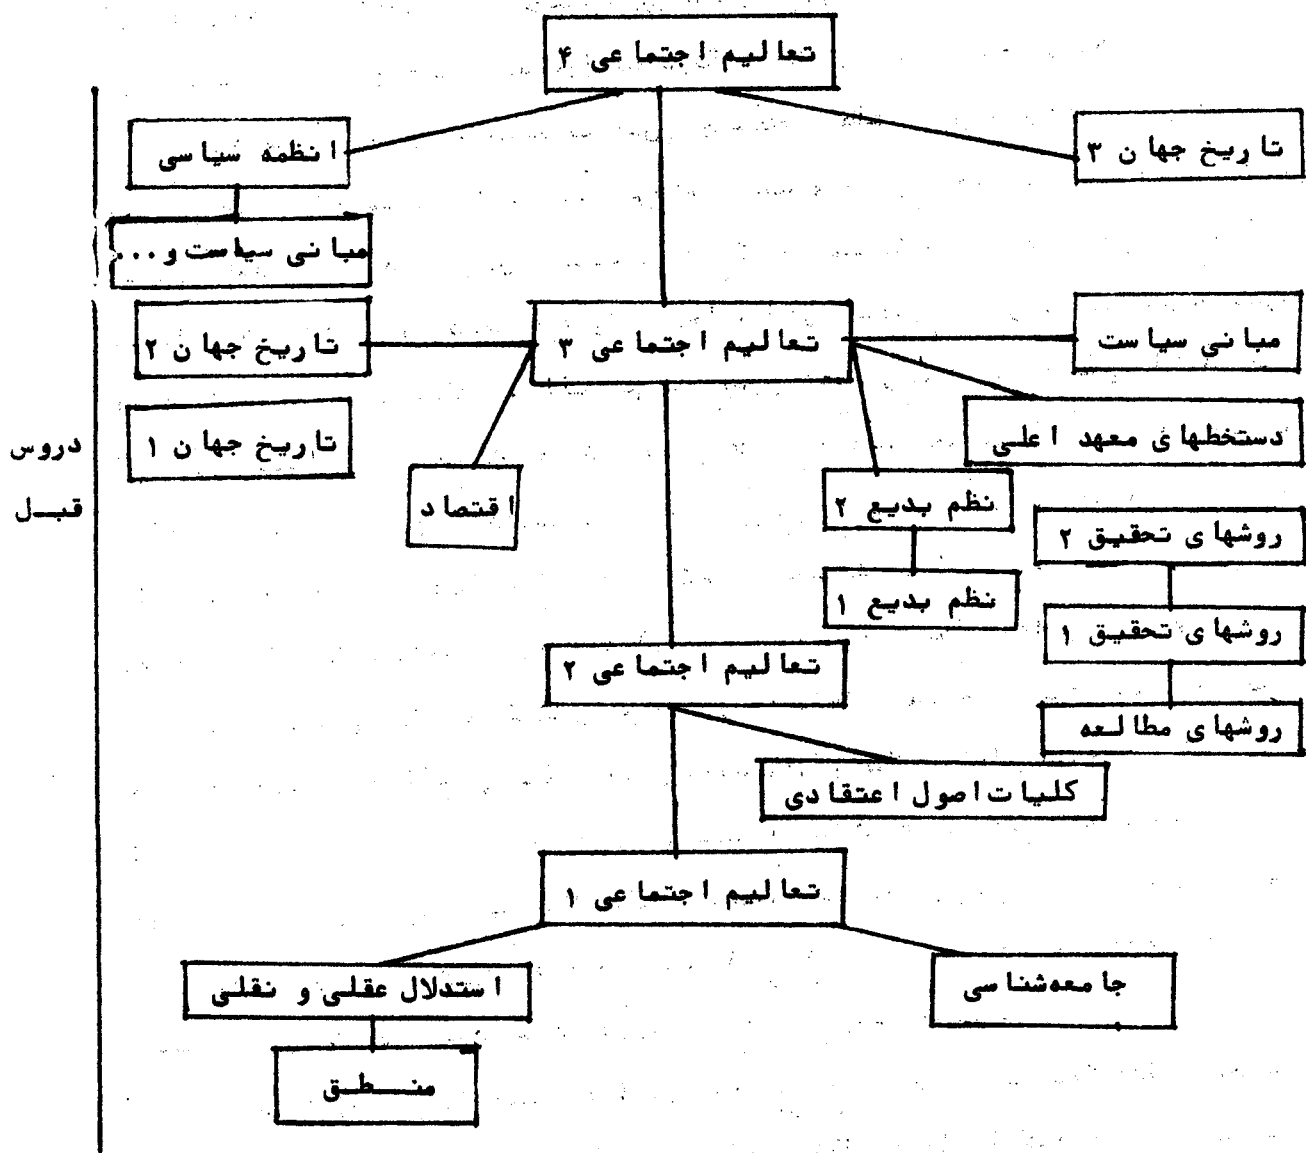 تعالیم اجتماعی ۴
تاریخ جهان ۳
انظمه سیاسی
مبانی سیاست و...
مبانی سیاست
تعالیم اجتماعی ۳
تاریخ جهان ۲
دستخطهای معهد اعلی
تاریخ جهان ۱
دروس
قبل
نظم بدیع ۲
اقتصاد
روشهای تحقیق ۲
نظم بدیع ۱
روشهای تحقیق ۱
تعالیم اجتماعی ۲
روشهای مطالعه
کلیات اصول اعتقادی
تعالیم اجتماعی ۱
جامعه‌شناسی
استدلال عقلی و نقلی
منطق